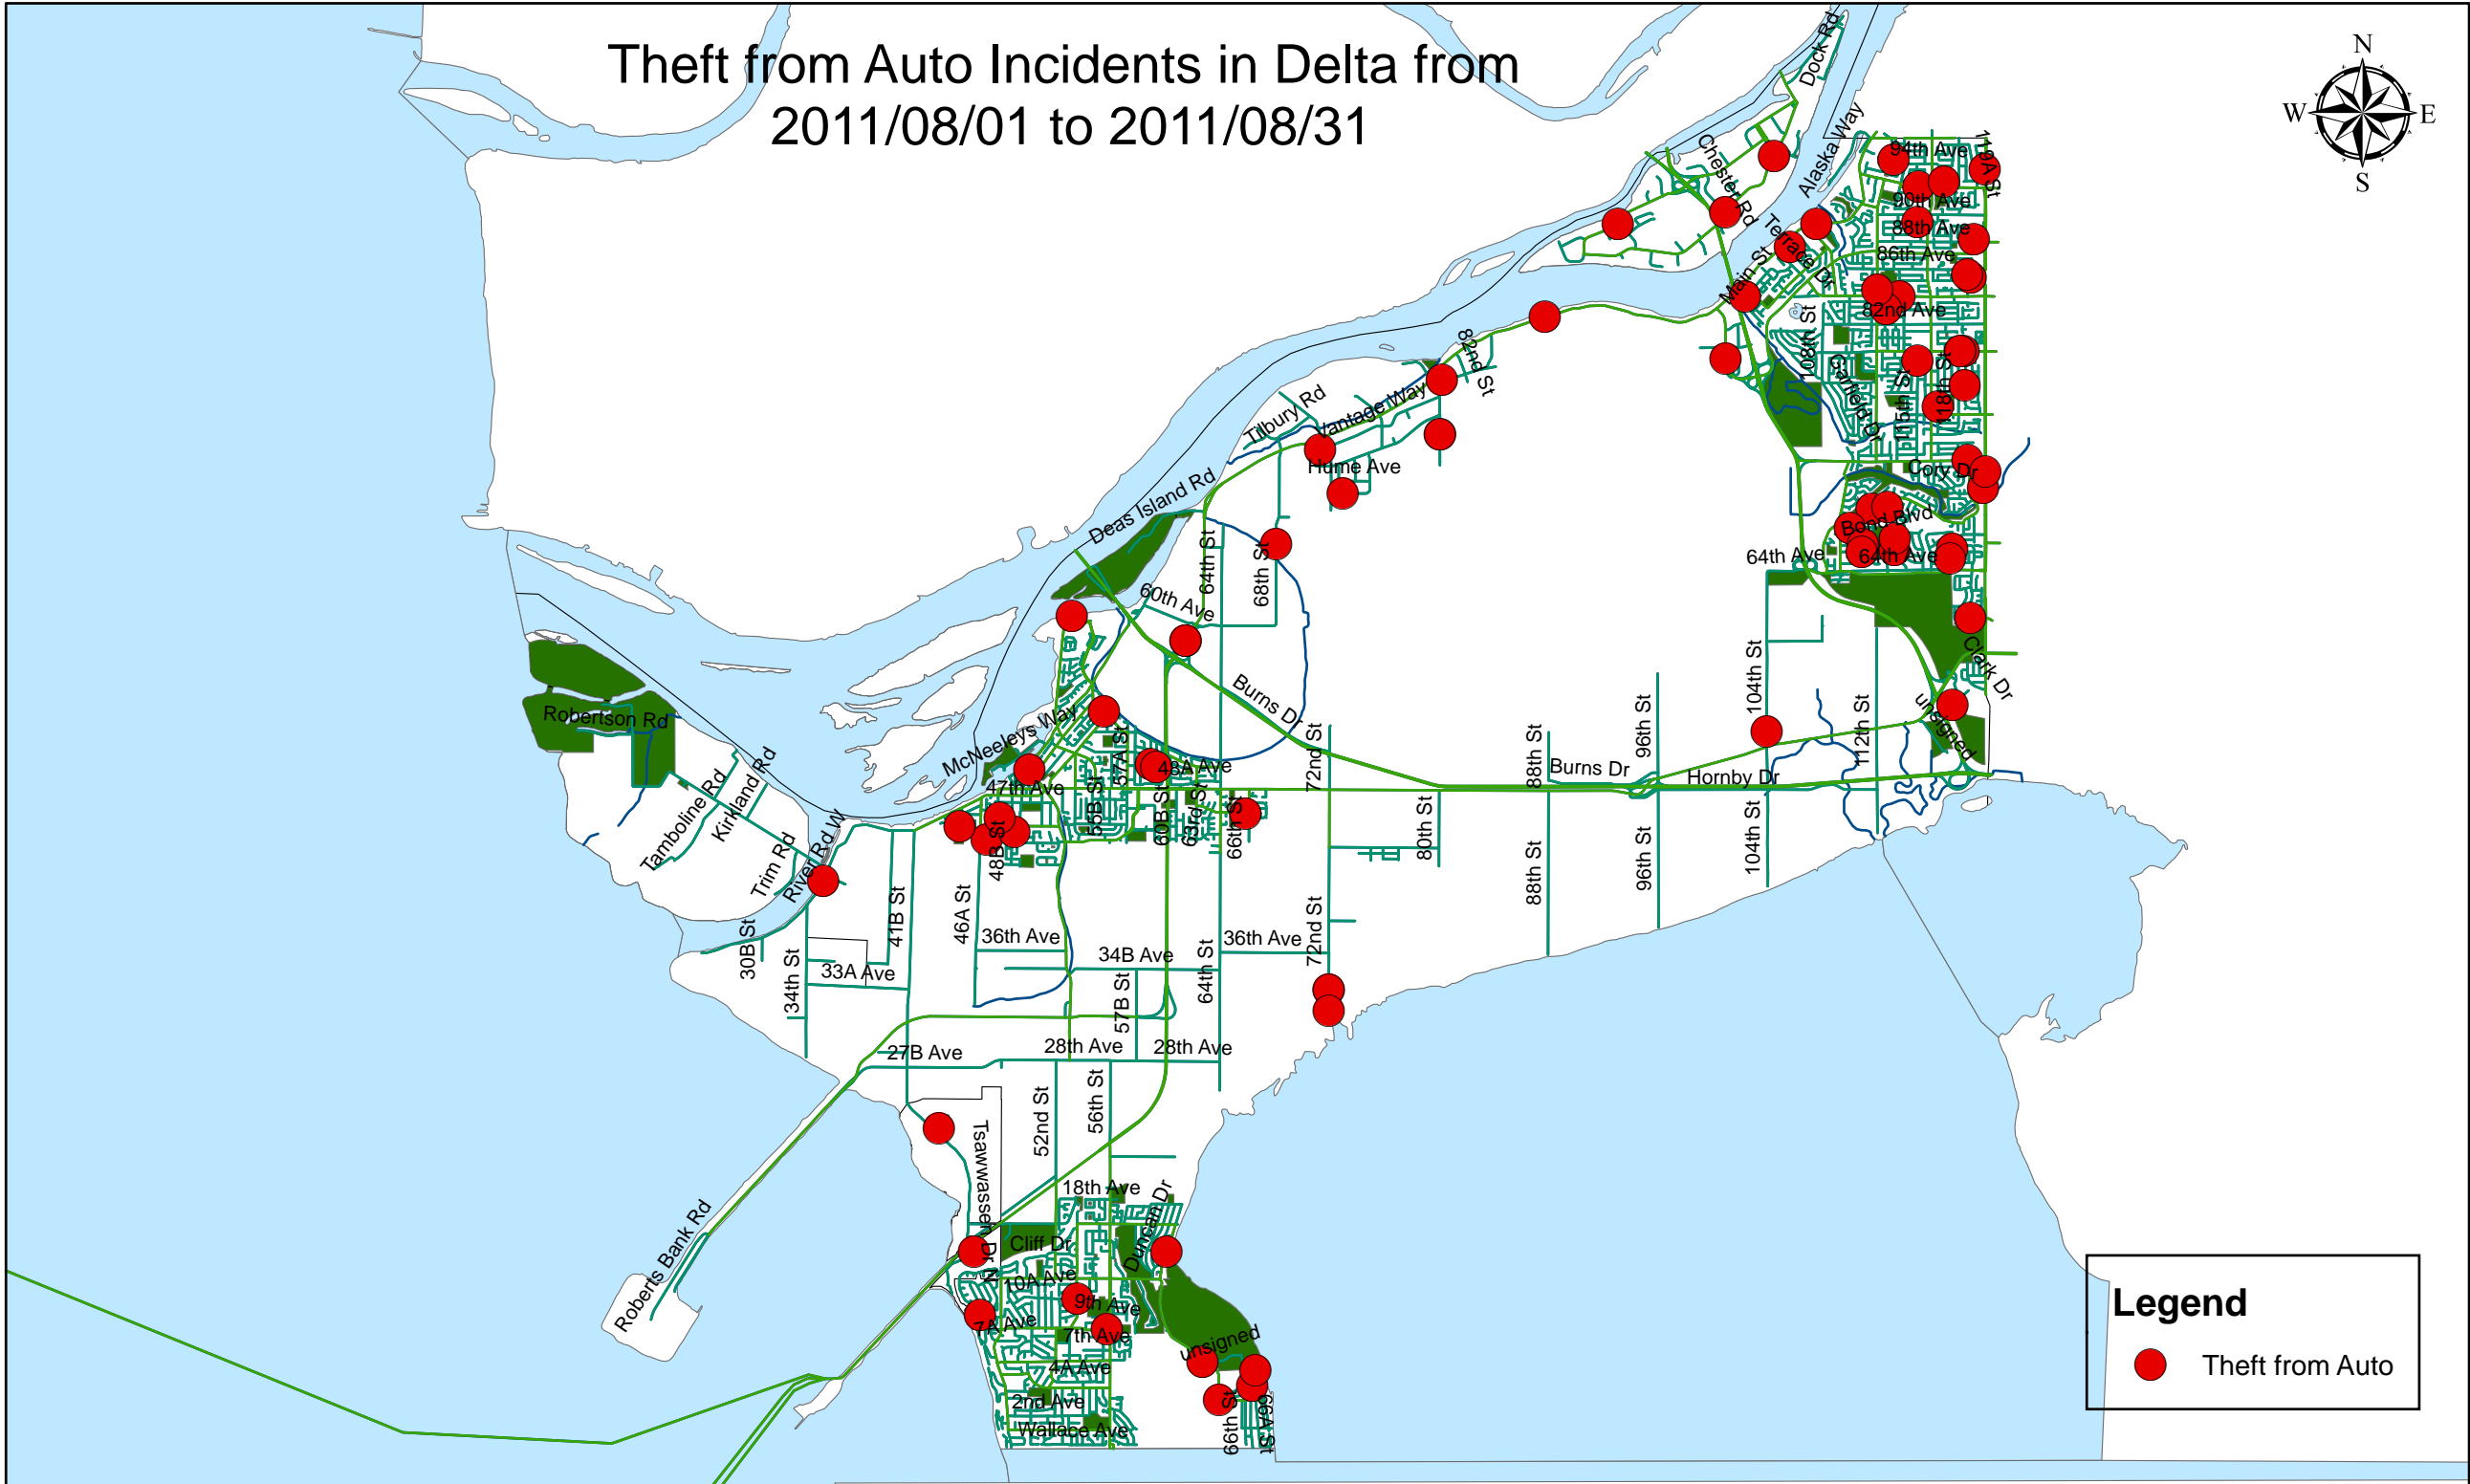 Theft from Auto Incidents in Delta from
2011/08/01 to 2011/08/31
N
W
E
S
Dock Rd
Alaska Way
Chester Rd
94th Ave
119A St
90th Ave
88th Ave
Terrace Dr
86th Ave
Main St
82nd Ave
108th St
82nd St
Garfield Dr
115th St
118th St
Tilbury Rd
Vantage Way
Hume Ave
Cory Dr
Deas Island Rd
Bond Blvd
64th Ave
64th Ave
64th St
68th St
60th Ave
104th St
Clark Dr
Burns Dr
Robertson Rd
McNeeleys Way
57A St
72nd St
88th St
96th St
112th St
unsigned
48A Ave
Burns Dr
Hornby Dr
Tamboline Rd
Kirkland Rd
47th Ave
55B St
60B St
63rd St
66th St
80th St
104th St
Trim Rd
River Rd W
48B St
88th St
96th St
41B St
46A St
30B St
36th Ave
36th Ave
72nd St
34B Ave
33A Ave
34th St
57B St
64th St
27B Ave
28th Ave
28th Ave
52nd St
56th St
Tsawwassen Dr N
18th Ave
Duncan Dr
Roberts Bank Rd
Cliff Dr
10A Ave
9th Ave
7A Ave
7th Ave
unsigned
4A Ave
2nd Ave
66th St
66A St
Wallace Ave
Legend
Theft from Auto